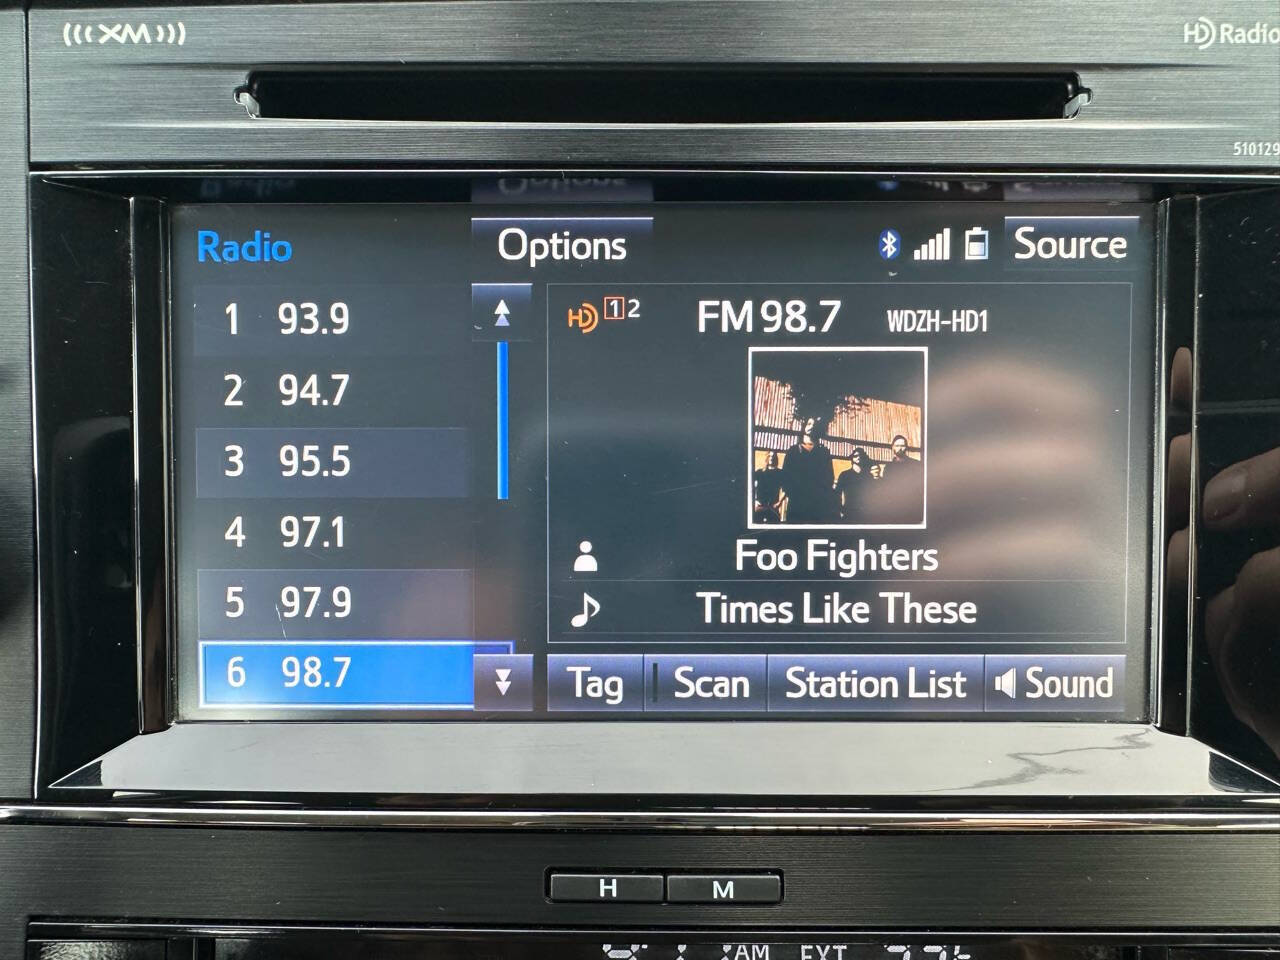 XM
HD Radio
510129
Radio
Options
Source
1 93.9
2 94.7
3 95.5
4 97.1
5 97.9
6 98.7
HD 1 2
FM 98.7 WDZH-HD1
Foo Fighters
Times Like These
Tag
Scan
Station List
Sound
H
M
AM EXT